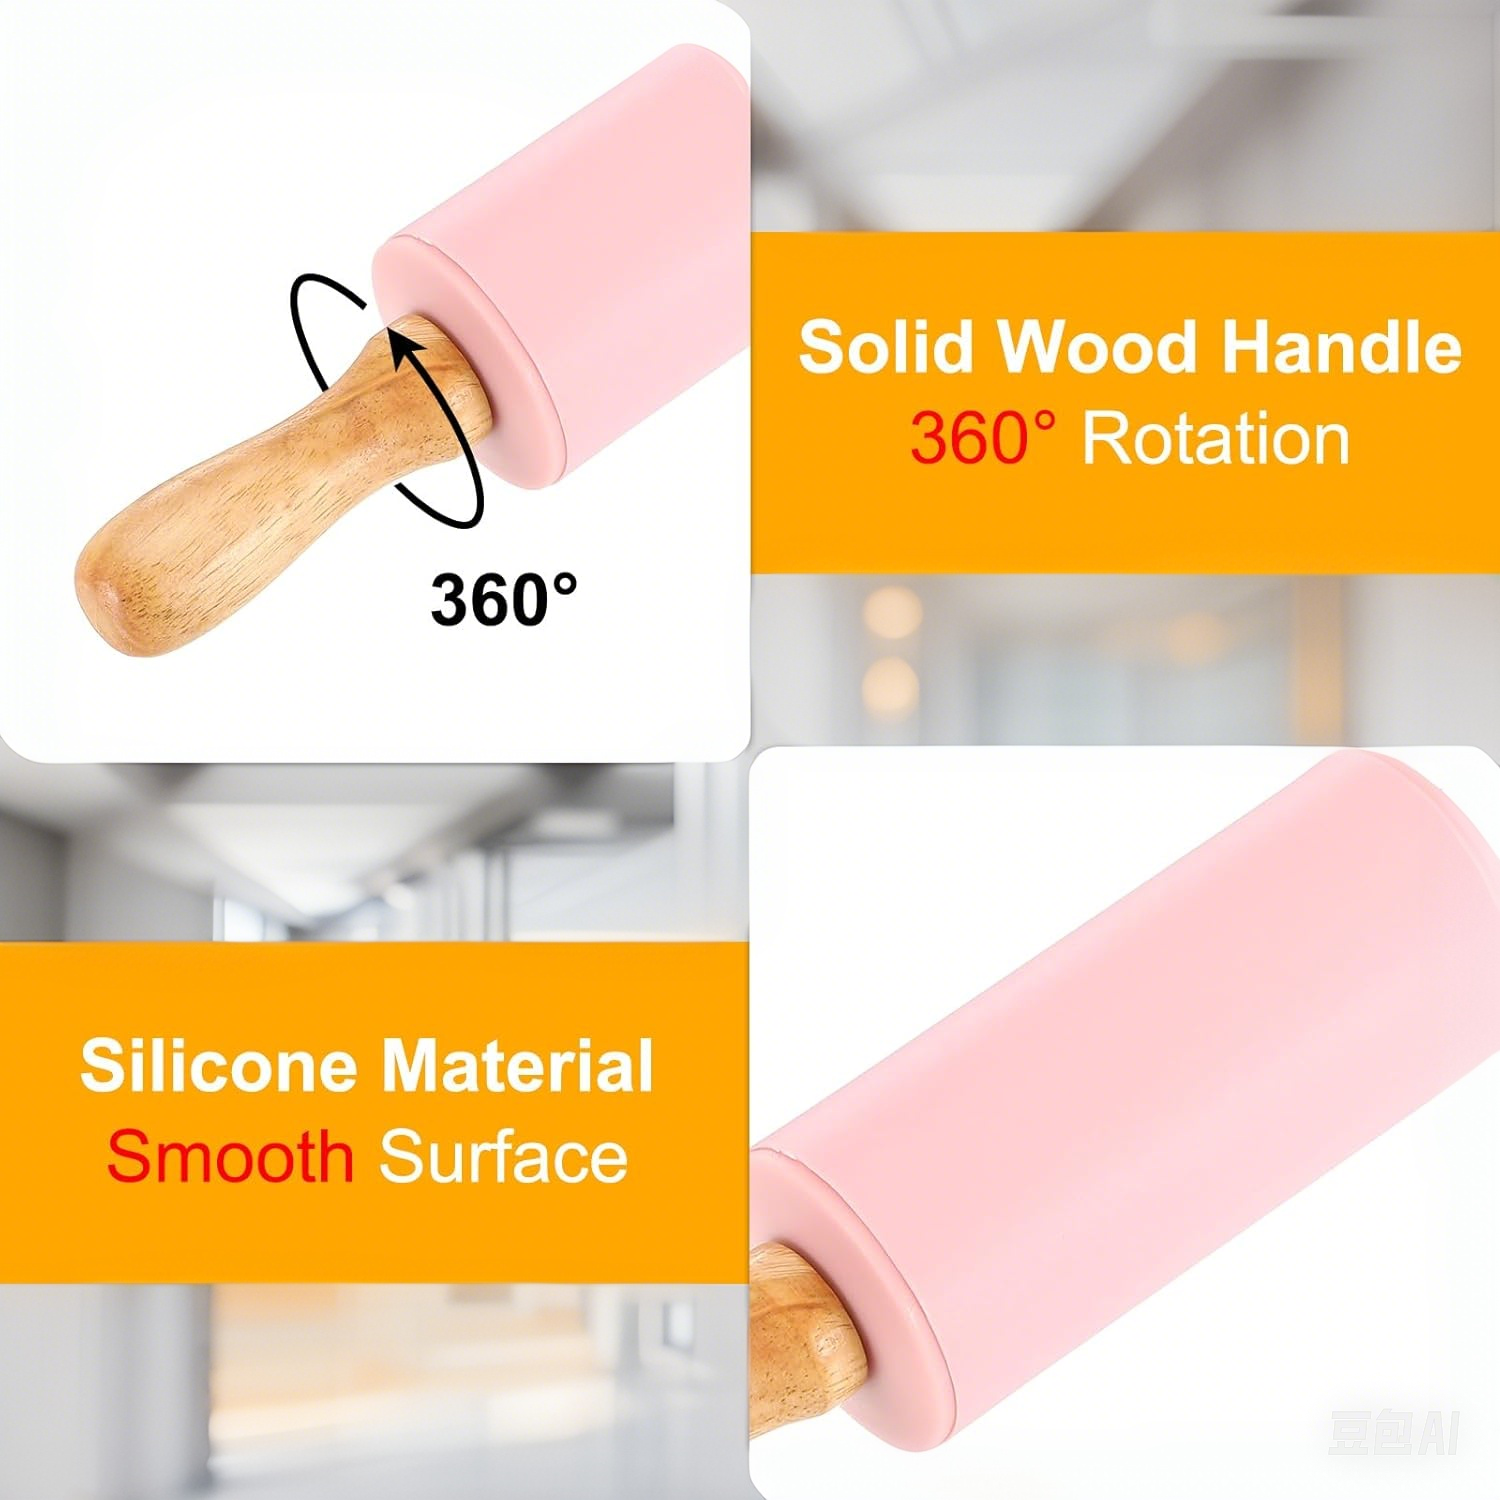 Solid Wood Handle
360° Rotation
360°
Silicone Material
Smooth Surface
豆包AI